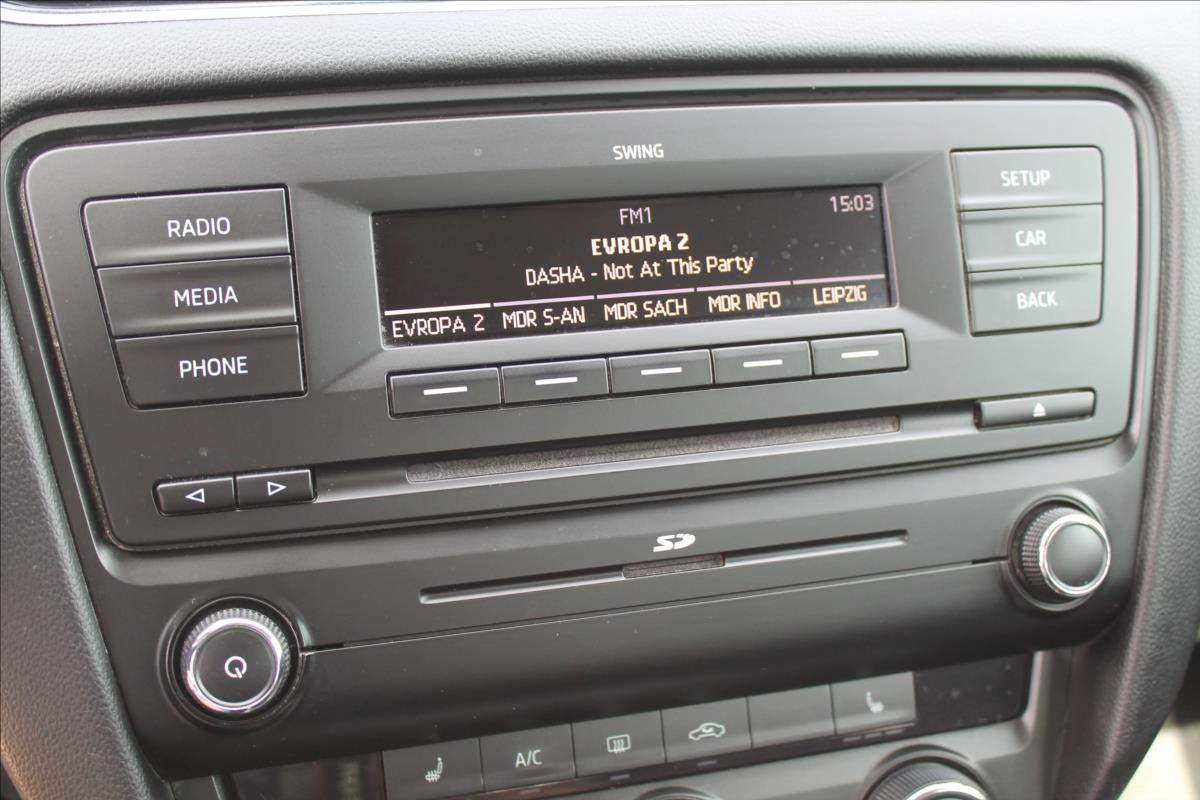 SWING
RADIO
MEDIA
PHONE
FM1 15:03
EVROPA 2
DASHA - Not At This Party
EVROPA 2 MDR S-AN MDR SACH MDR INFO LEIPZIG
SETUP
CAR
BACK
SD
A/C